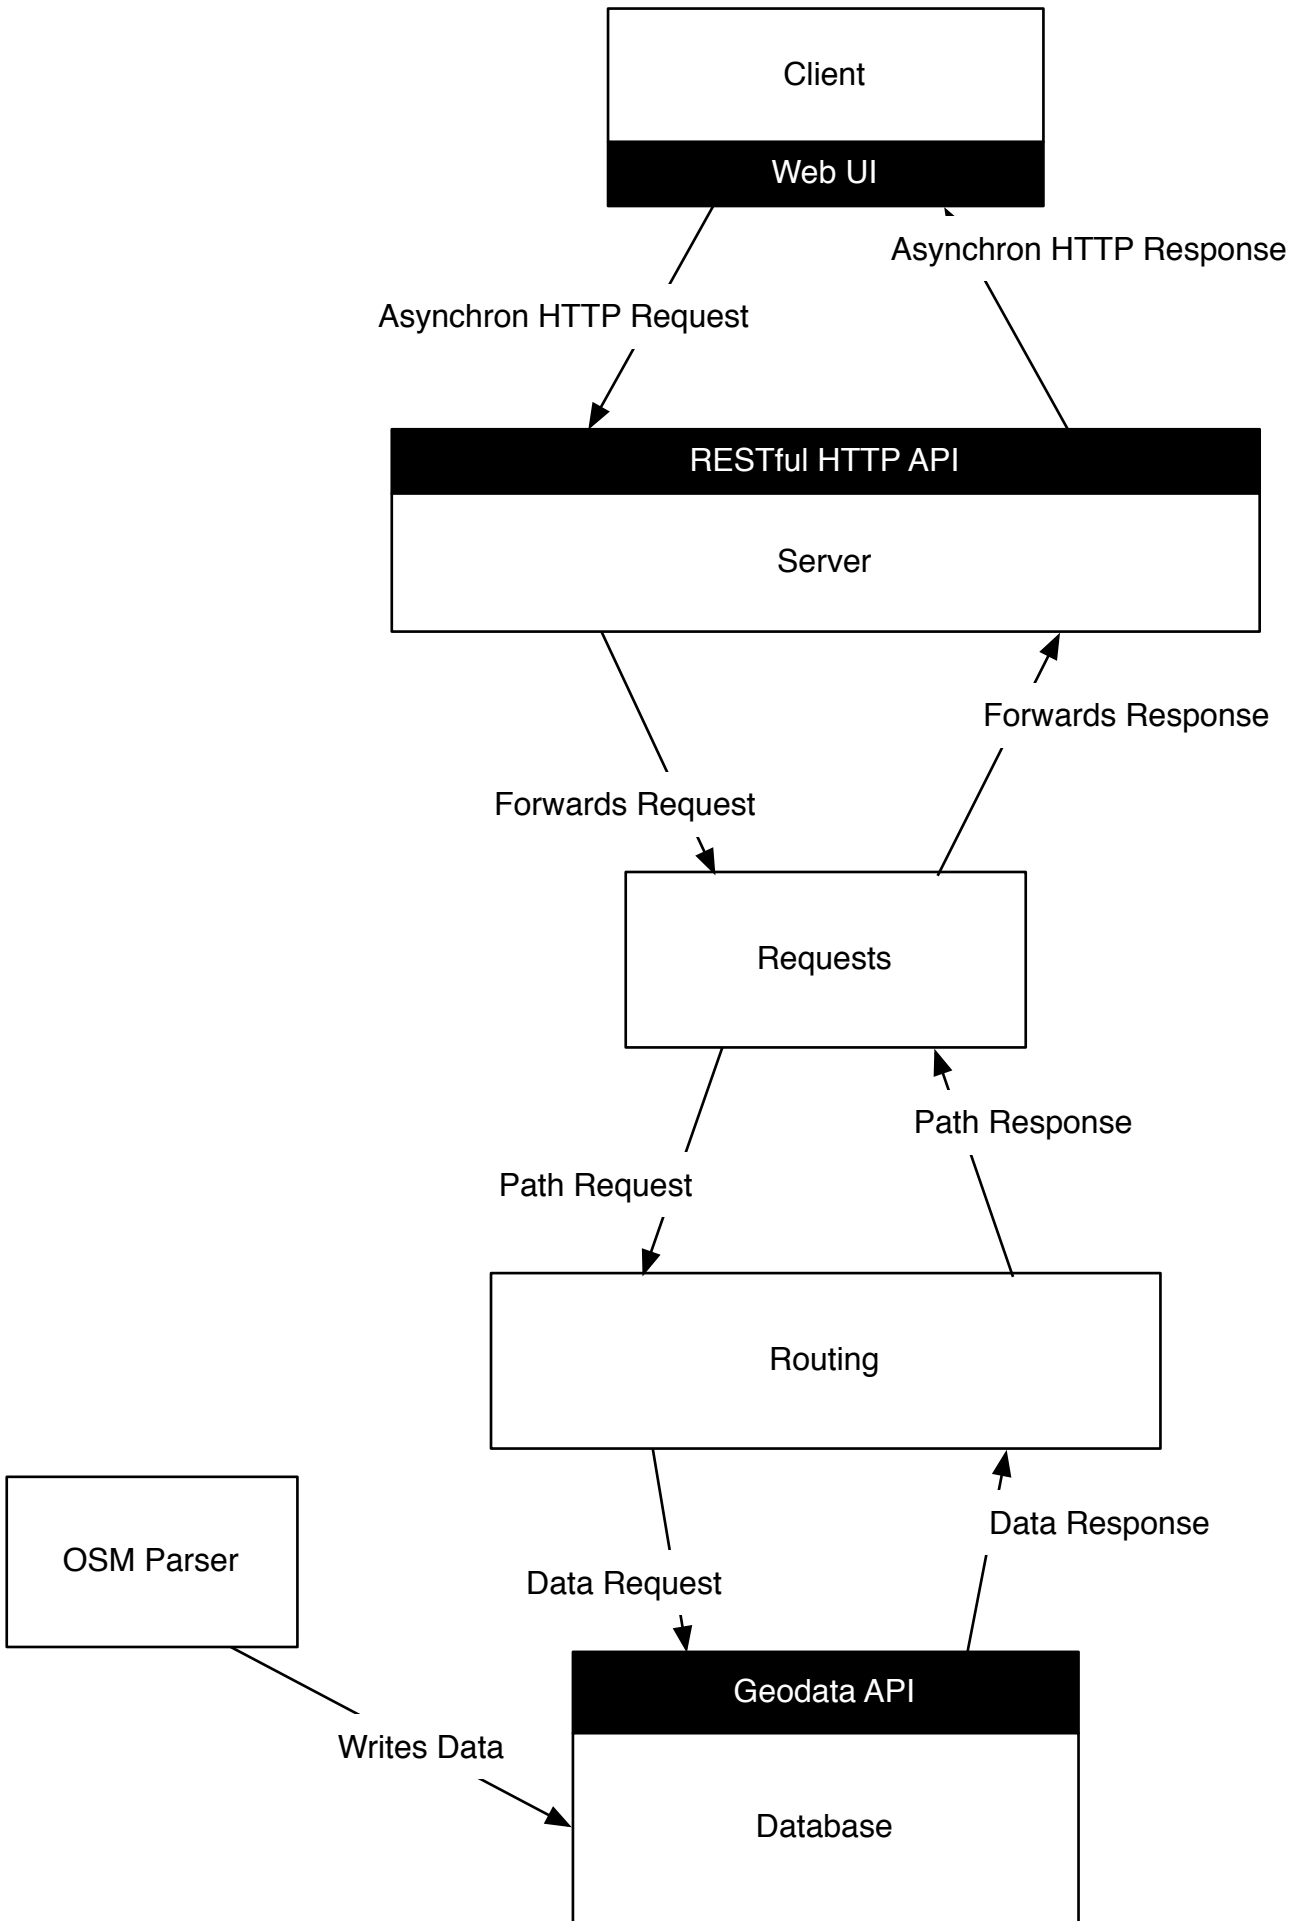 Client
Web UI
Asynchron HTTP Response
Asynchron HTTP Request
RESTful HTTP API
Server
Forwards Response
Forwards Request
Requests
Path Response
Path Request
Routing
Data Response
OSM Parser
Data Request
Geodata API
Writes Data
Database